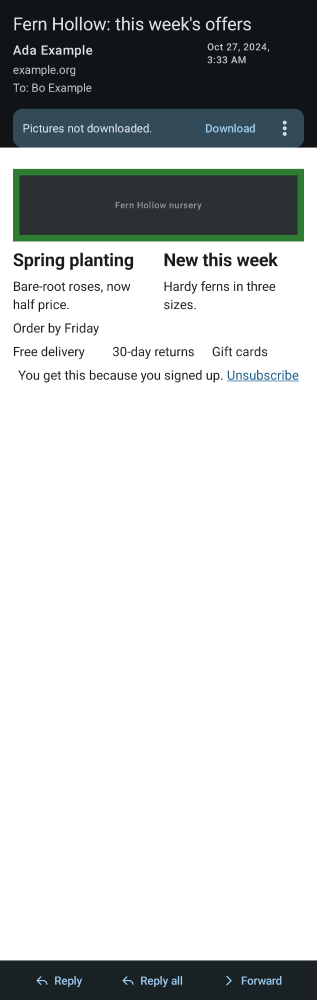 Fern Hollow: this week's offers
Ada Example
Oct 27, 2024,
3:33 AM
example.org
To: Bo Example
Pictures not downloaded.
Download
Fern Hollow nursery
Spring planting
Bare-root roses, now
half price.
New this week
Hardy ferns in three
sizes.
Order by Friday
Free delivery
30-day returns
Gift cards
You get this because you signed up. Unsubscribe
Reply
Reply all
Forward